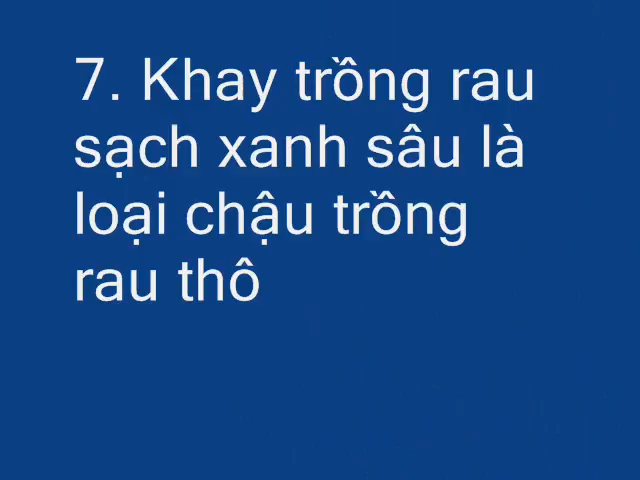 7. Khay trồng rau
sạch xanh sâu là
loại chậu trồng
rau thô